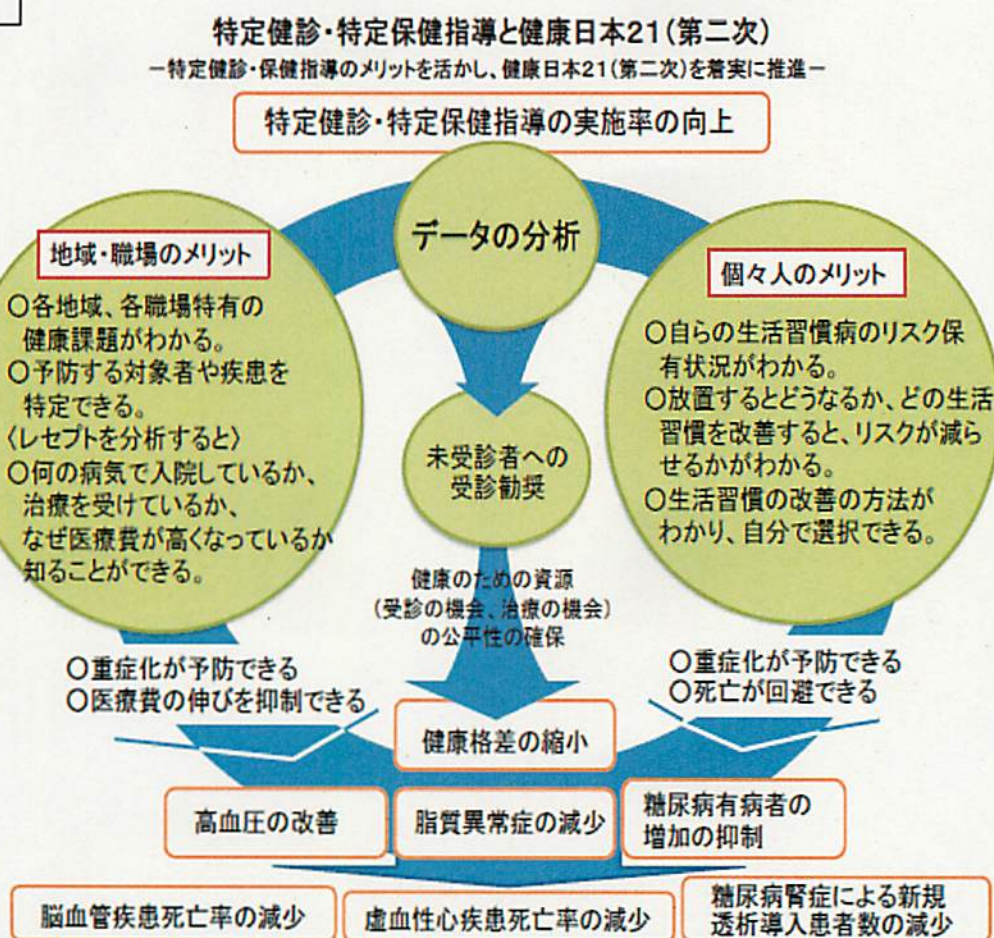 特定健診・特定保健指導と健康日本21(第二次)
－特定健診・保健指導のメリットを活かし、健康日本21(第二次)を着実に推進－
特定健診・特定保健指導の実施率の向上
データの分析
地域・職場のメリット
○各地域、各職場特有の
健康課題がわかる。
○予防する対象者や疾患を
特定できる。
〈レセプトを分析すると〉
○何の病気で入院しているか、
治療を受けているか、
なぜ医療費が高くなっているか
知ることができる。
個々人のメリット
○自らの生活習慣病のリスク保
有状況がわかる。
○放置するとどうなるか、どの生活
習慣を改善すると、リスクが減ら
せるかがわかる。
○生活習慣の改善の方法が
わかり、自分で選択できる。
未受診者への
受診勧奨
健康のための資源
(受診の機会、治療の機会)
の公平性の確保
○重症化が予防できる
○医療費の伸びを抑制できる
○重症化が予防できる
○死亡が回避できる
健康格差の縮小
高血圧の改善
脂質異常症の減少
糖尿病有病者の
増加の抑制
脳血管疾患死亡率の減少
虚血性心疾患死亡率の減少
糖尿病腎症による新規
透析導入患者数の減少